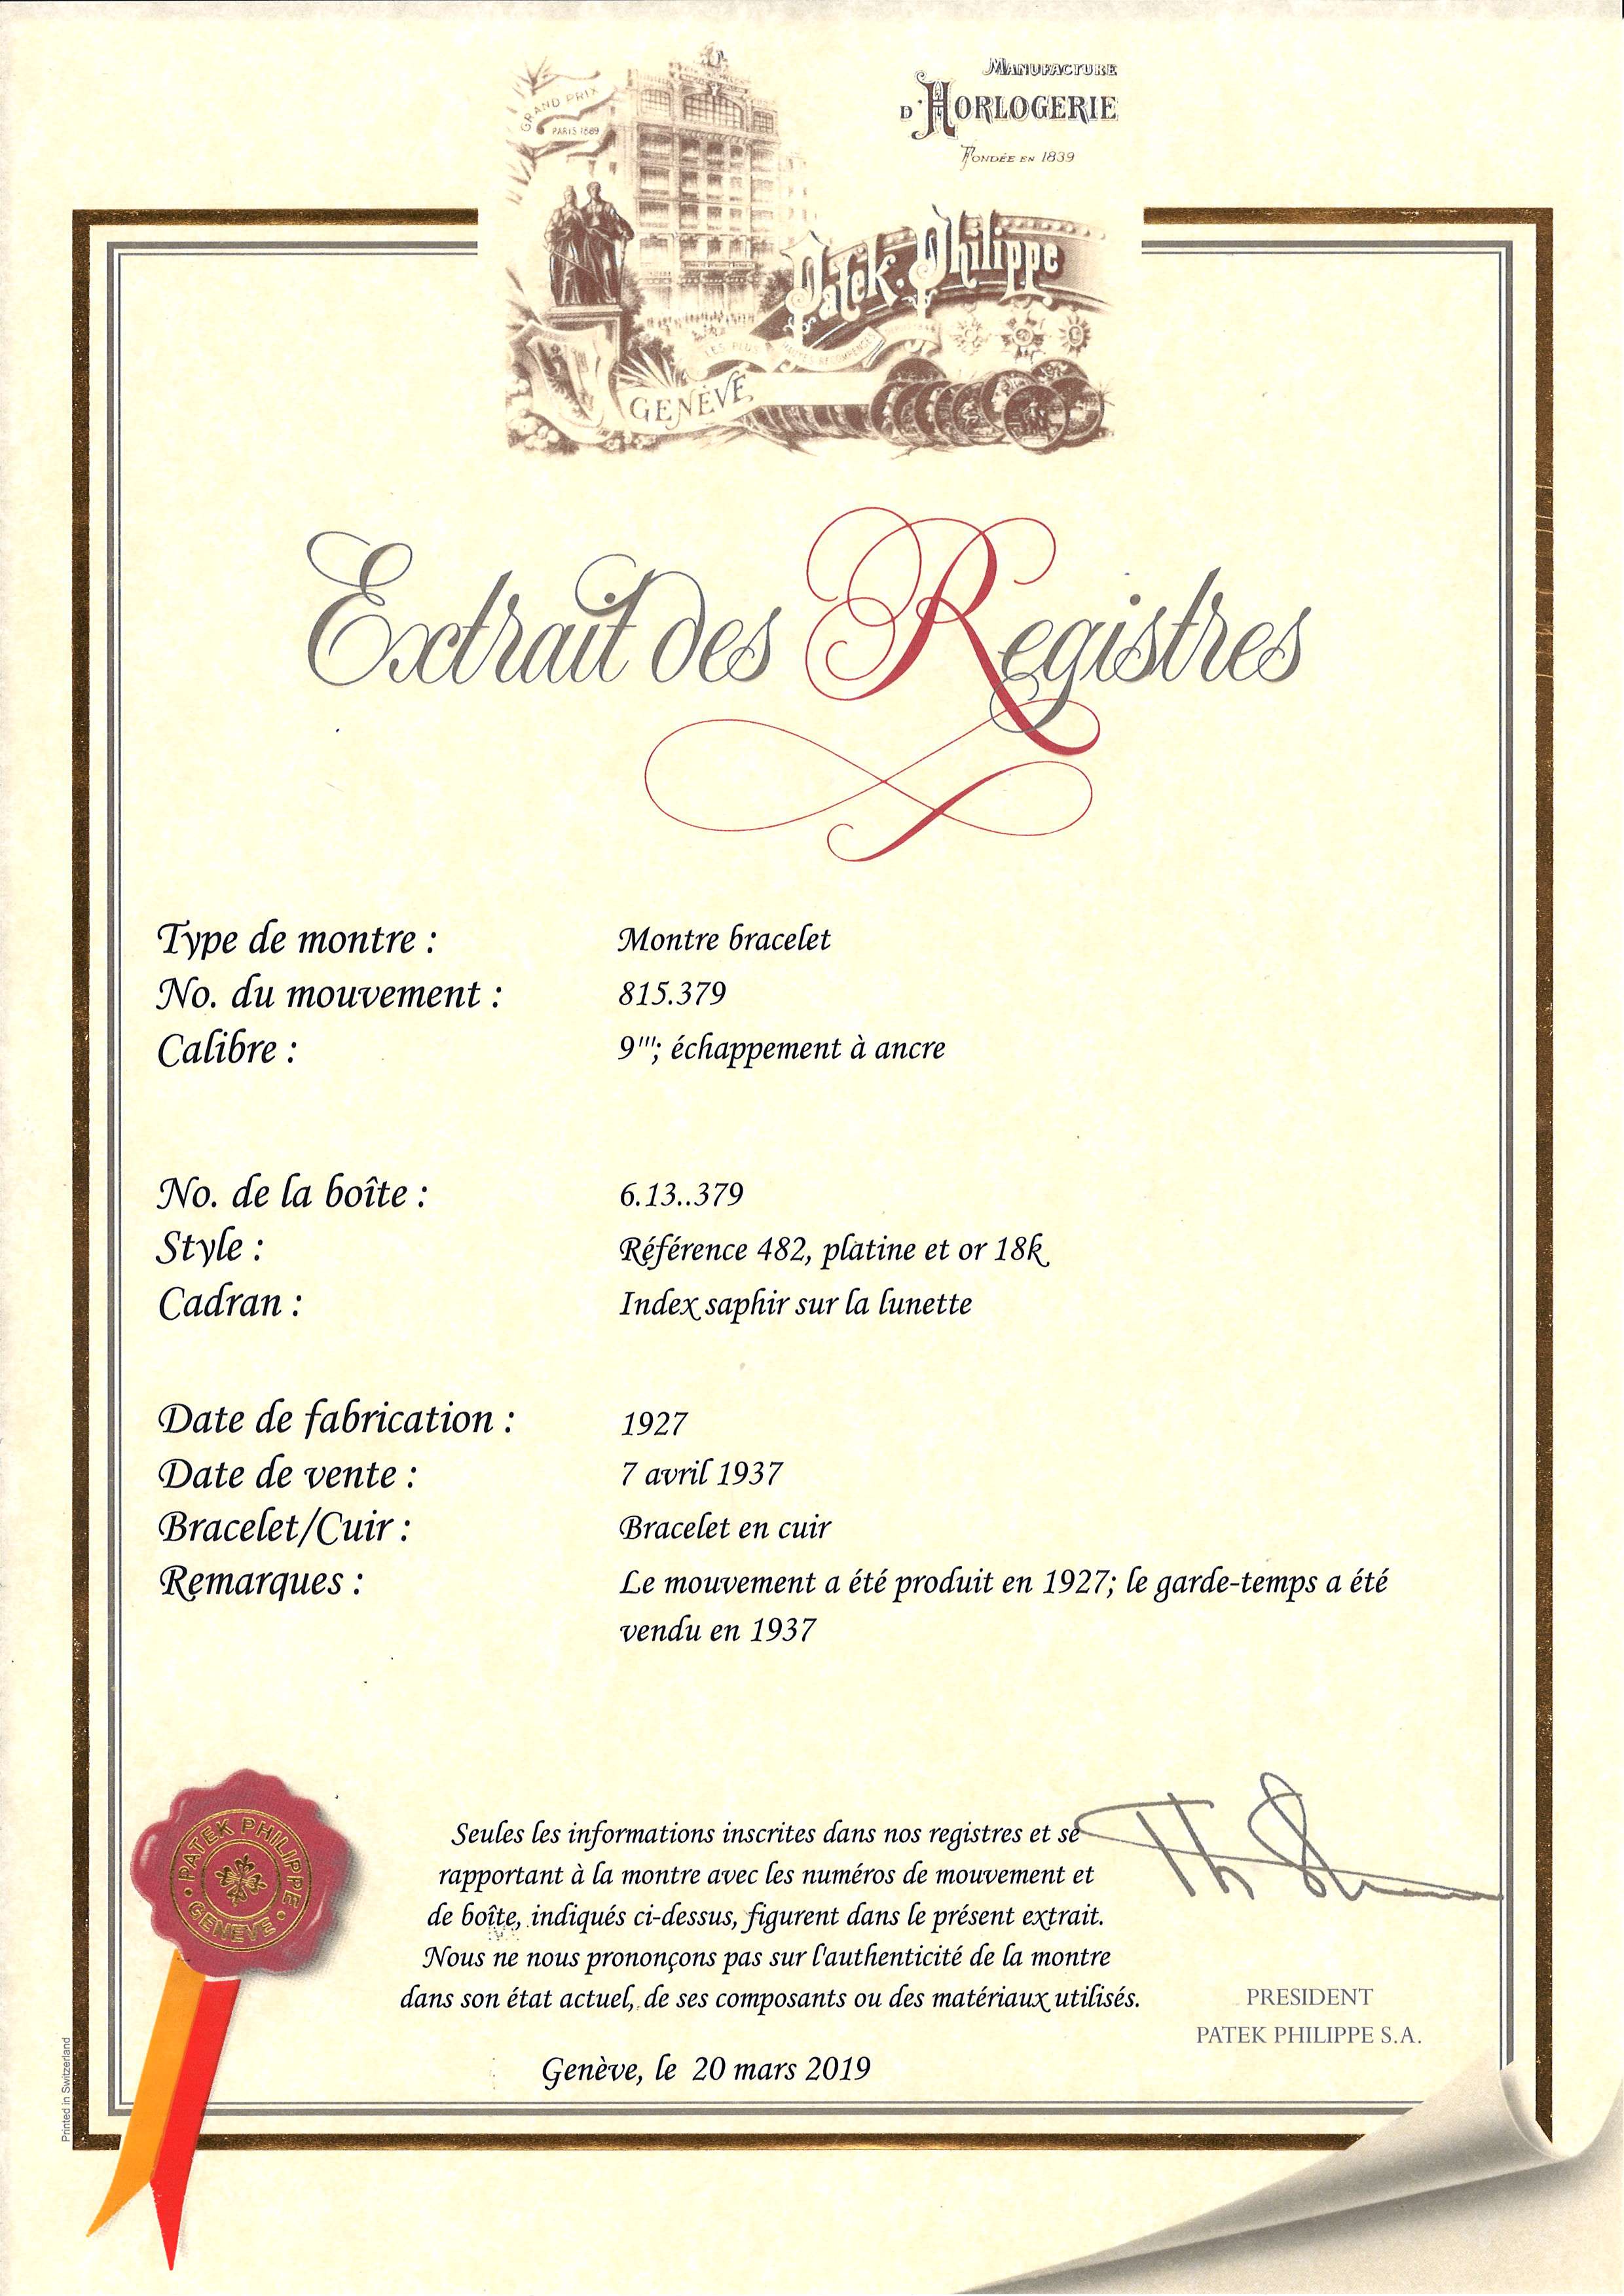 MANUFACTURE
D'HORLOGERIE
FONDÉE EN 1839
GRAND PRIX
PARIS 1889
Patek Philippe
LES PLUS HAUTES RÉCOMPENSES
GENÈVE
Extrait des Registres
Type de montre : Montre bracelet
No. du mouvement : 815.379
Calibre : 9'''; échappement à ancre
No. de la boîte : 6.13..379
Style : Référence 482, platine et or 18k
Cadran : Index saphir sur la lunette
Date de fabrication : 1927
Date de vente : 7 avril 1937
Bracelet/Cuir : Bracelet en cuir
Remarques : Le mouvement a été produit en 1927; le garde-temps a été
vendu en 1937
PATEK PHILIPPE
• GENEVE •
Seules les informations inscrites dans nos registres et se
rapportant à la montre avec les numéros de mouvement et
de boîte, indiqués ci-dessus, figurent dans le présent extrait.
Nous ne nous prononçons pas sur l'authenticité de la montre
dans son état actuel, de ses composants ou des matériaux utilisés.
PRESIDENT
PATEK PHILIPPE S.A.
Genève, le 20 mars 2019
Printed in Switzerland